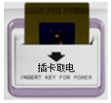 插卡取电
INSERT KEY FOR POWER